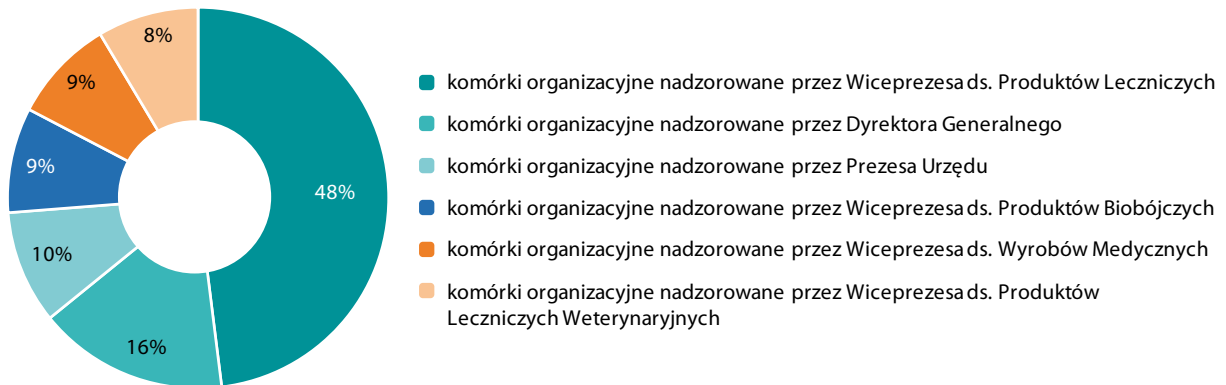 8%
9%
9%
10%
16%
48%
komórki organizacyjne nadzorowane przez Wiceprezesa ds. Produktów Leczniczych
komórki organizacyjne nadzorowane przez Dyrektora Generalnego
komórki organizacyjne nadzorowane przez Prezesa Urzędu
komórki organizacyjne nadzorowane przez Wiceprezesa ds. Produktów Biobójczych
komórki organizacyjne nadzorowane przez Wiceprezesa ds. Wyrobów Medycznych
komórki organizacyjne nadzorowane przez Wiceprezesa ds. Produktów
Leczniczych Weterynaryjnych